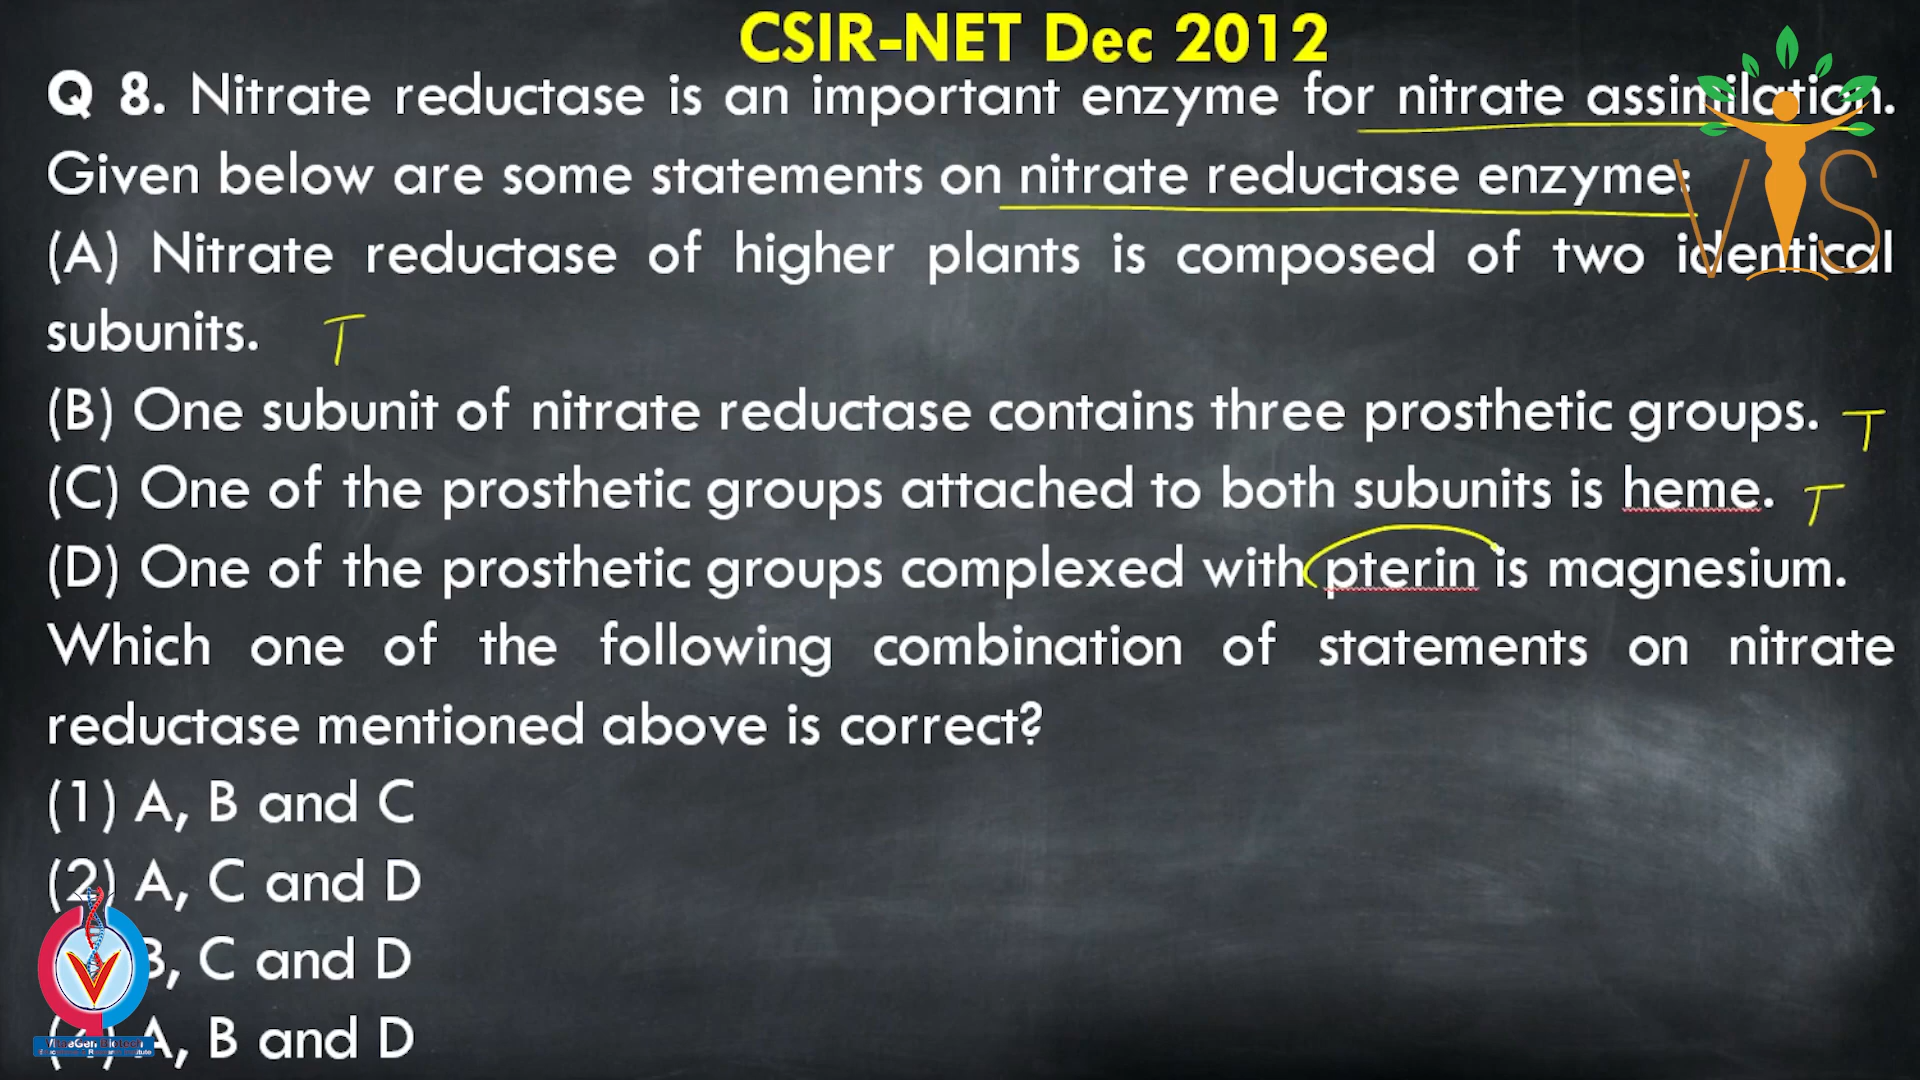 CSIR-NET Dec 2012
Q 8. Nitrate reductase is an important enzyme for nitrate assimilation.
Given below are some statements on nitrate reductase enzyme:
(A) Nitrate reductase of higher plants is composed of two identical
subunits. T
(B) One subunit of nitrate reductase contains three prosthetic groups. T
(C) One of the prosthetic groups attached to both subunits is heme. T
(D) One of the prosthetic groups complexed with pterin is magnesium.
Which one of the following combination of statements on nitrate
reductase mentioned above is correct?
(1) A, B and C
(2) A, C and D
B, C and D
(4) A, B and D
V S
V